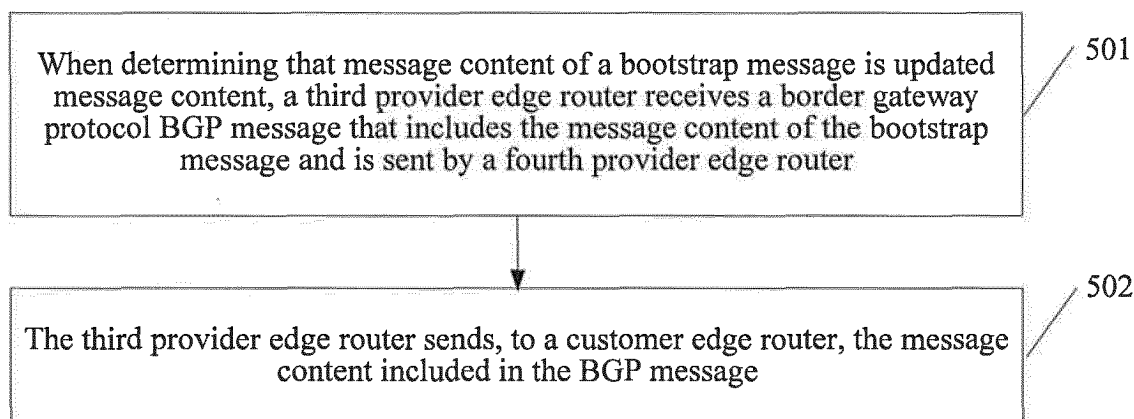 When determining that message content of a bootstrap message is updated
message content, a third provider edge router receives a border gateway
protocol BGP message that includes the message content of the bootstrap
message and is sent by a fourth provider edge router
501
The third provider edge router sends, to a customer edge router, the message
content included in the BGP message
502